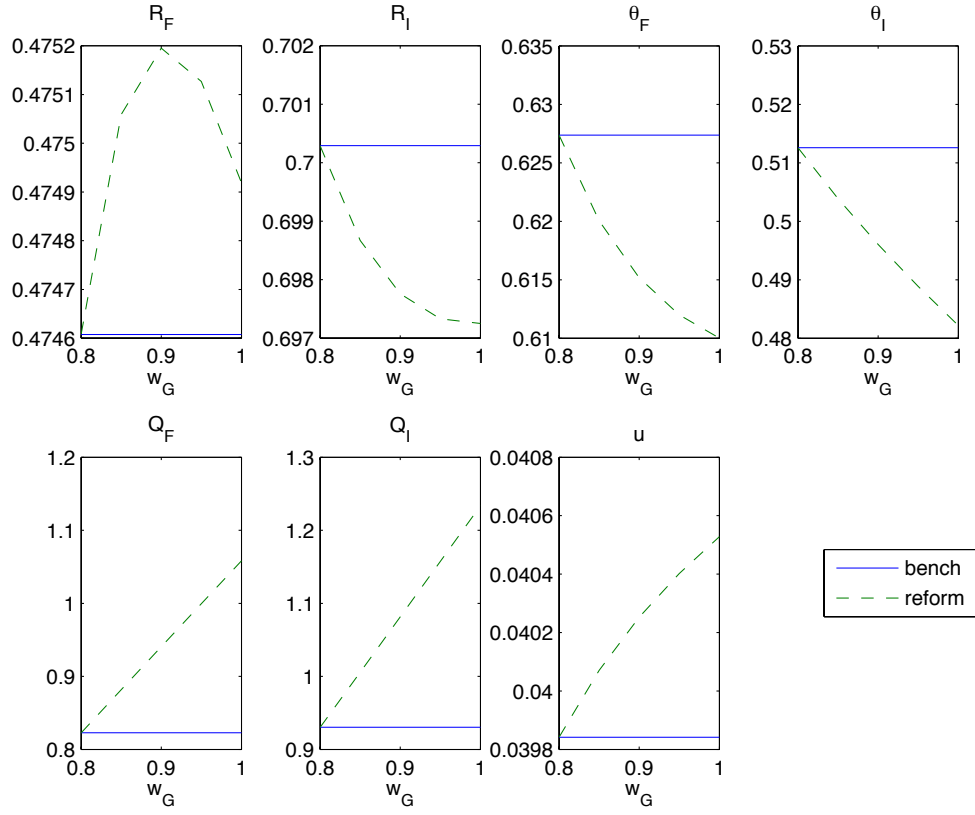 R_F
0.4752
0.4751
0.475
0.4749
0.4748
0.4747
0.4746
0.8 0.9 1
w_G
R_I
0.702
0.701
0.7
0.699
0.698
0.697
0.8 0.9 1
w_G
θ_F
0.635
0.63
0.625
0.62
0.615
0.61
0.8 0.9 1
w_G
θ_I
0.53
0.52
0.51
0.5
0.49
0.48
0.8 0.9 1
w_G
Q_F
1.2
1.1
1
0.9
0.8
0.8 0.9 1
w_G
Q_I
1.3
1.2
1.1
1
0.9
0.8 0.9 1
w_G
u
0.0408
0.0406
0.0404
0.0402
0.04
0.0398
0.8 0.9 1
w_G
bench
reform